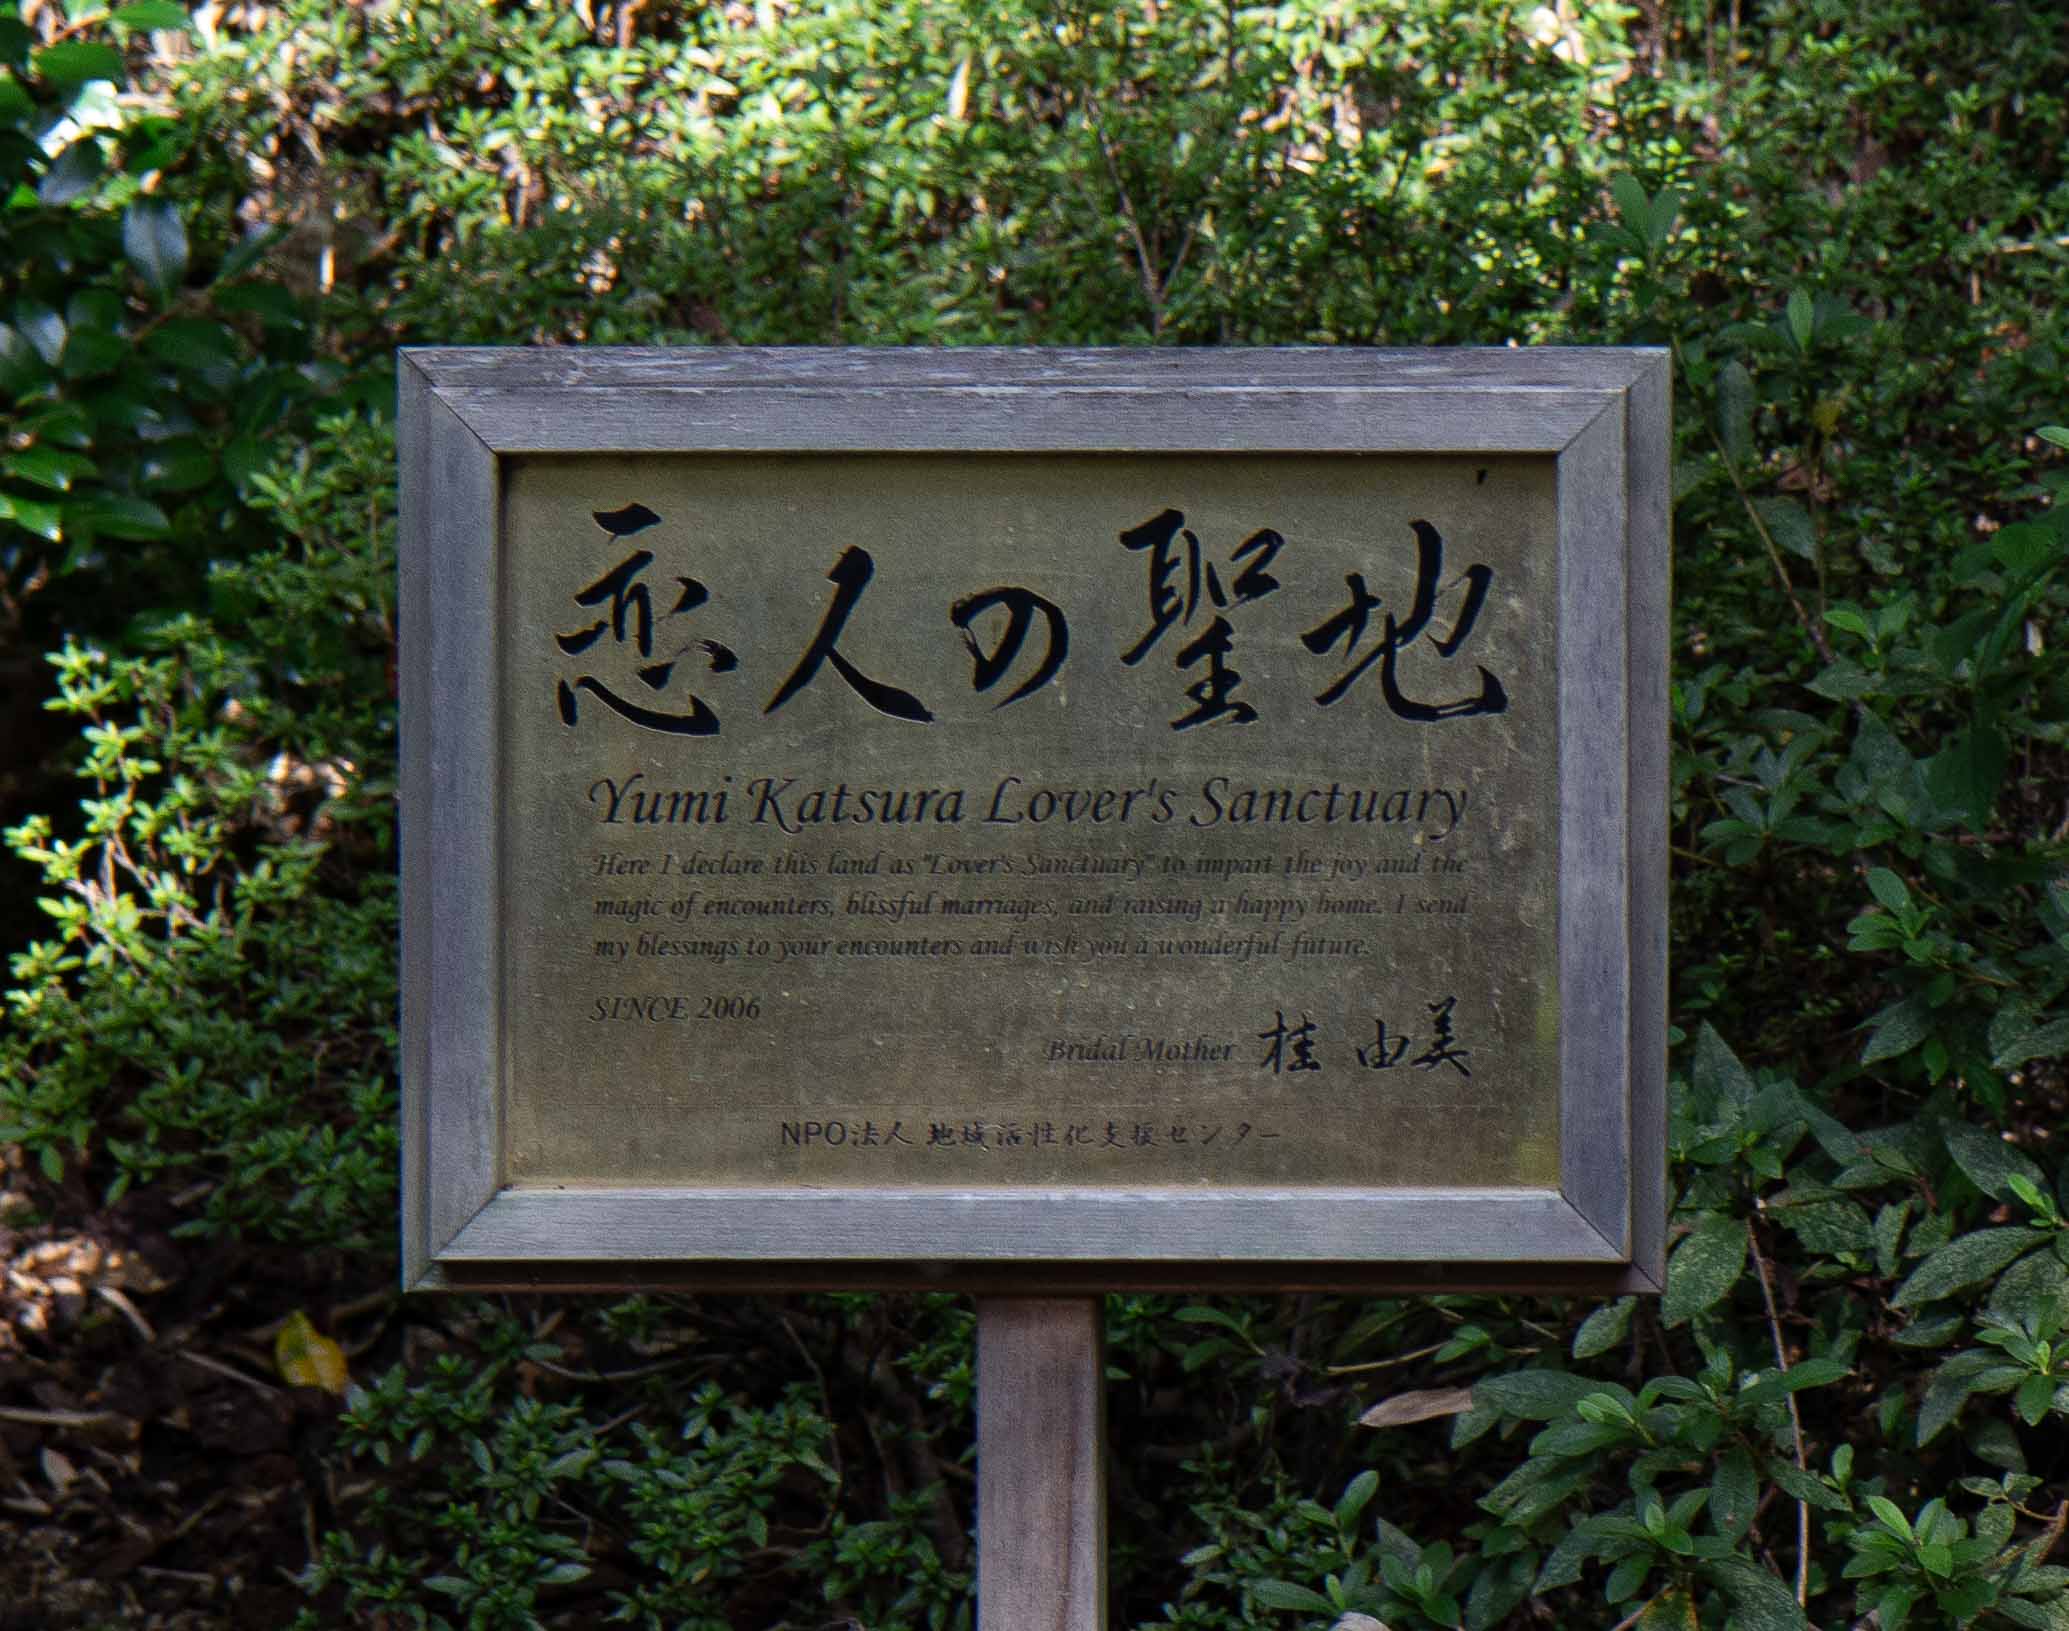 恋人の聖地
Yumi Katsura Lover's Sanctuary
Here I declare this land as "Lover's Sanctuary" to impart the joy and the
magic of encounters, blissful marriages, and raising a happy home. I send
my blessings to your encounters and wish you a wonderful future.
SINCE 2006
Bridal Mother 桂 由美
NPO法人 地域活性化支援センター